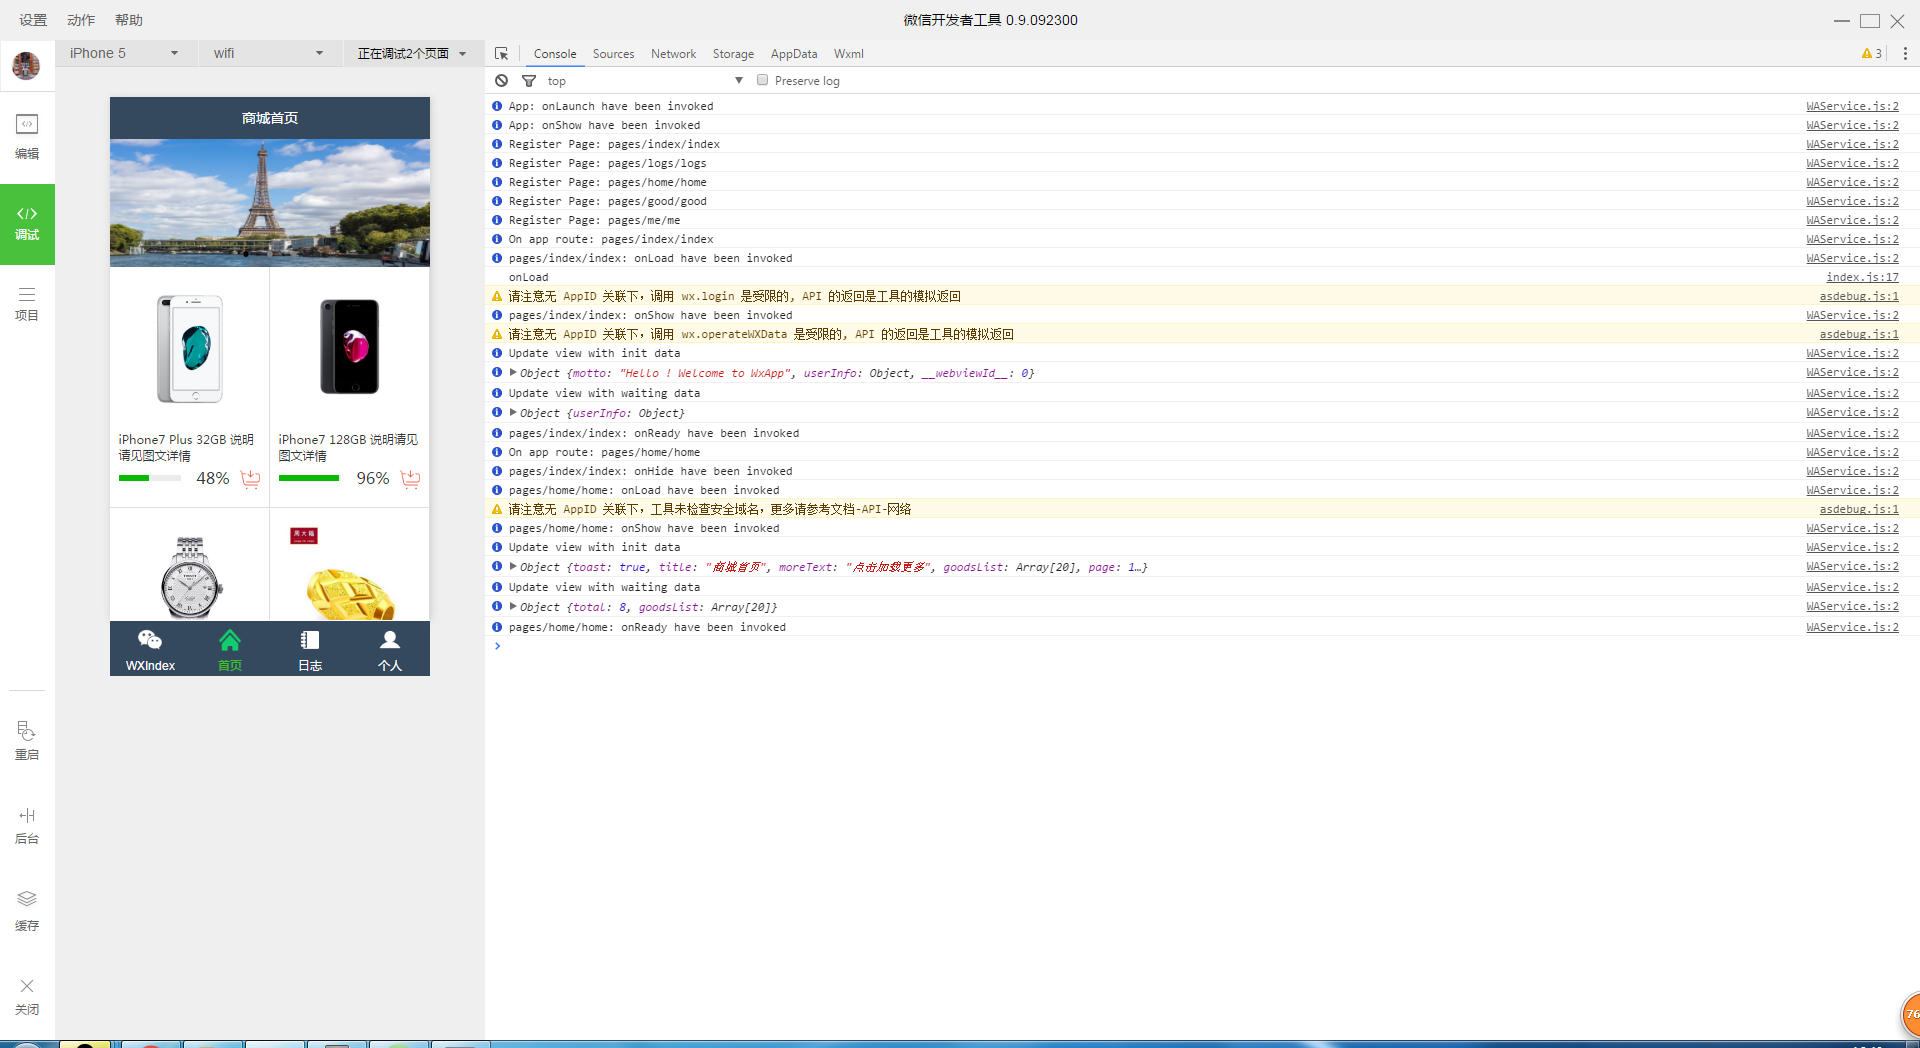 设置 动作 帮助
微信开发者工具 0.9.092300
iPhone 5
wifi
正在调试2个页面
Console Sources Network Storage AppData Wxml
3
top
Preserve log
编辑
调试
项目
重启
后台
缓存
关闭
商城首页
iPhone7 Plus 32GB 说明
请见图文详情
48%
iPhone7 128GB 说明请见
图文详情
96%
周大福
WXIndex
首页
日志
个人
App: onLaunch have been invoked WAService.js:2
App: onShow have been invoked WAService.js:2
Register Page: pages/index/index WAService.js:2
Register Page: pages/logs/logs WAService.js:2
Register Page: pages/home/home WAService.js:2
Register Page: pages/good/good WAService.js:2
Register Page: pages/me/me WAService.js:2
On app route: pages/index/index WAService.js:2
pages/index/index: onLoad have been invoked WAService.js:2
onLoad index.js:17
请注意无 AppID 关联下，调用 wx.login 是受限的, API 的返回是工具的模拟返回 asdebug.js:1
pages/index/index: onShow have been invoked WAService.js:2
请注意无 AppID 关联下，调用 wx.operateWXData 是受限的, API 的返回是工具的模拟返回 asdebug.js:1
Update view with init data WAService.js:2
Object {motto: "Hello ! Welcome to WxApp", userInfo: Object, __webviewId__: 0} WAService.js:2
Update view with waiting data WAService.js:2
Object {userInfo: Object} WAService.js:2
pages/index/index: onReady have been invoked WAService.js:2
On app route: pages/home/home WAService.js:2
pages/index/index: onHide have been invoked WAService.js:2
pages/home/home: onLoad have been invoked WAService.js:2
请注意无 AppID 关联下，工具未检查安全域名，更多请参考文档-API-网络 asdebug.js:1
pages/home/home: onShow have been invoked WAService.js:2
Update view with init data WAService.js:2
Object {toast: true, title: "商城首页", moreText: "点击加载更多", goodsList: Array[20], page: 1…} WAService.js:2
Update view with waiting data WAService.js:2
Object {total: 8, goodsList: Array[20]} WAService.js:2
pages/home/home: onReady have been invoked WAService.js:2
76